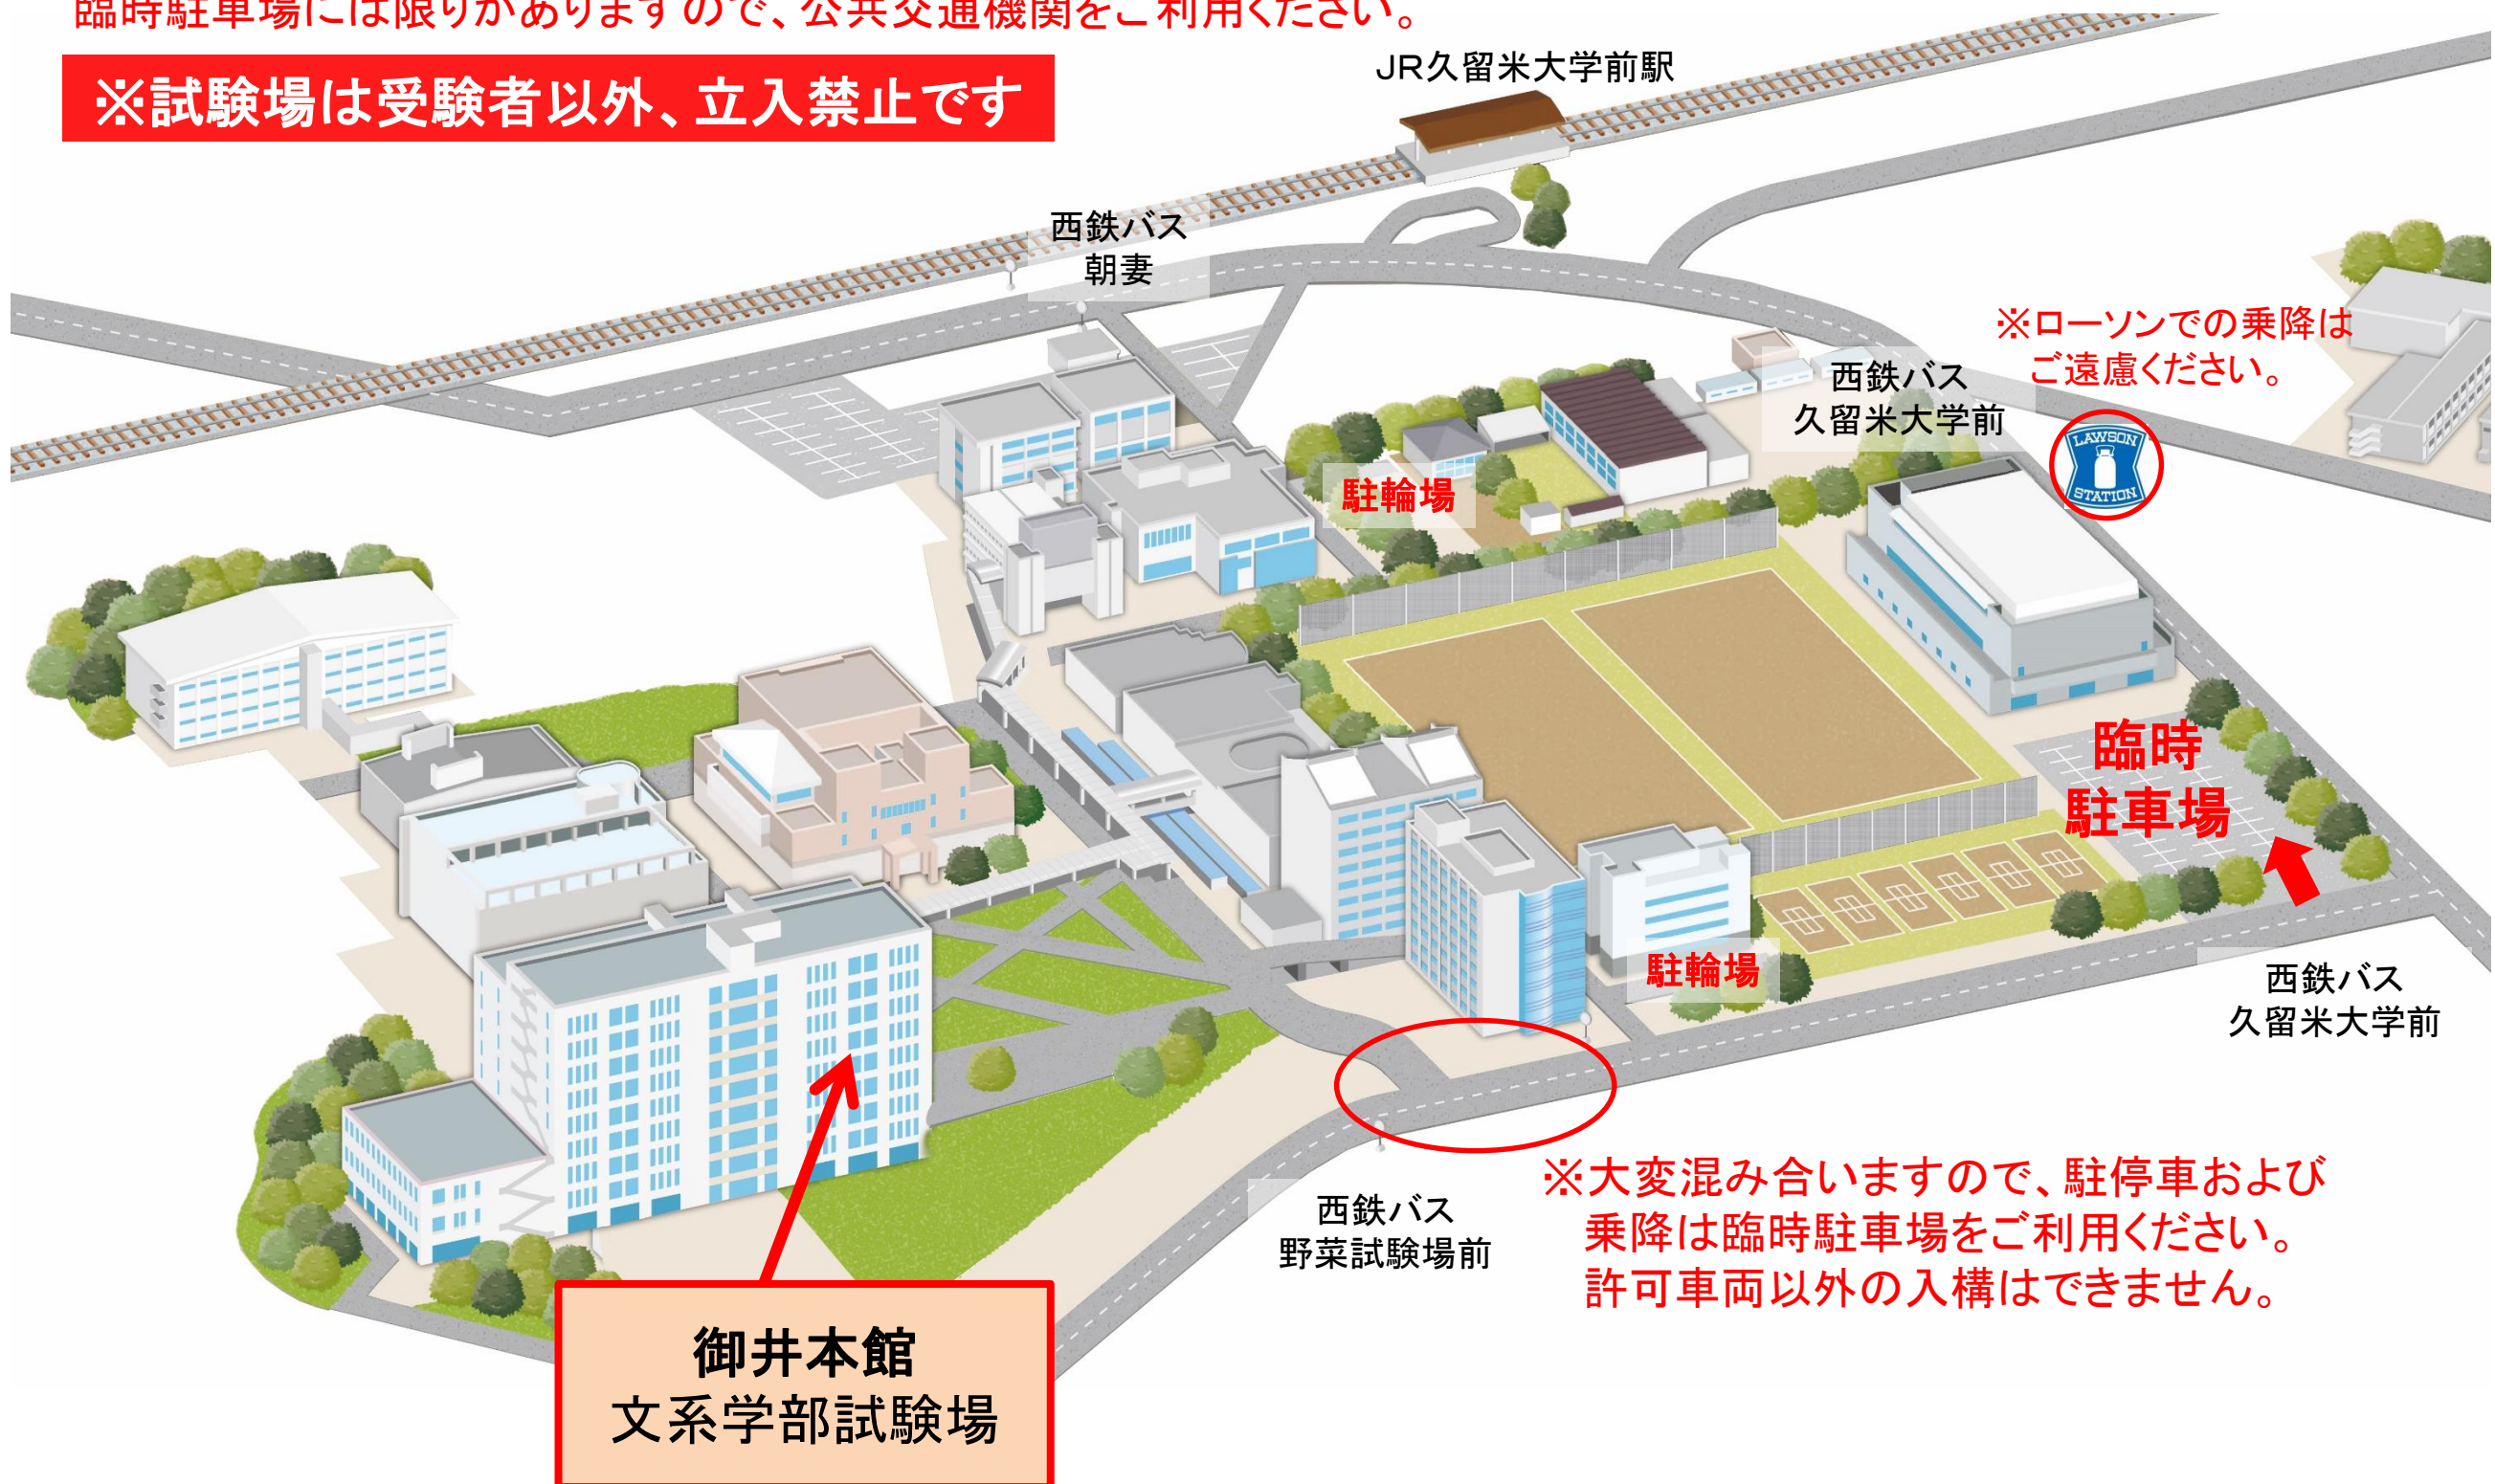 臨時駐車場には限りがありますので、公共交通機関をご利用ください。
※試験場は受験者以外、立入禁止です
JR久留米大学前駅
西鉄バス
朝妻
※ローソンでの乗降は
ご遠慮ください。
西鉄バス
久留米大学前
LAWSON
STATION
駐輪場
臨時
駐車場
駐輪場
西鉄バス
久留米大学前
西鉄バス
野菜試験場前
※大変混み合いますので、駐停車および
乗降は臨時駐車場をご利用ください。
許可車両以外の入構はできません。
御井本館
文系学部試験場